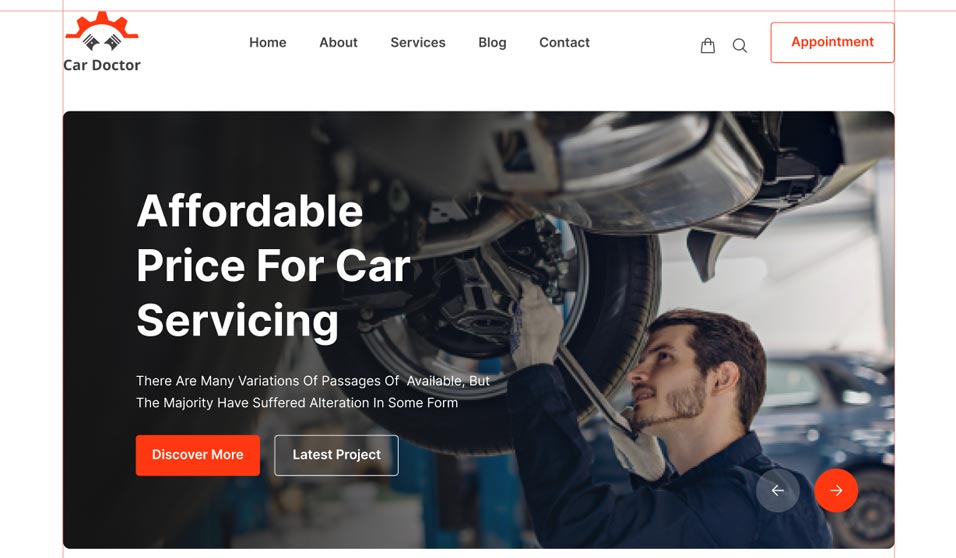 Car Doctor
Home
About
Services
Blog
Contact
Appointment
Affordable
Price For Car
Servicing
There Are Many Variations Of Passages Of  Available, But
The Majority Have Suffered Alteration In Some Form
Discover More
Latest Project